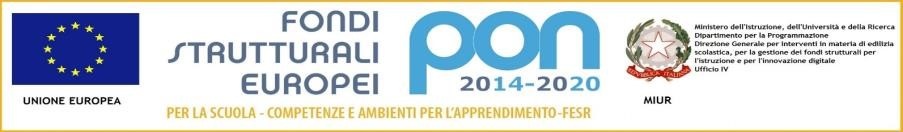 UNIONE EUROPEA
FONDI
STRUTTURALI
EUROPEI
pon
2014-2020
PER LA SCUOLA - COMPETENZE E AMBIENTI PER L'APPRENDIMENTO-FESR
REPVBBLICA ITALIANA
MIUR
Ministero dell'Istruzione, dell'Università e della Ricerca
Dipartimento per la Programmazione
Direzione Generale per interventi in materia di edilizia
scolastica, per la gestione dei fondi strutturali per
l'istruzione e per l'innovazione digitale
Ufficio IV